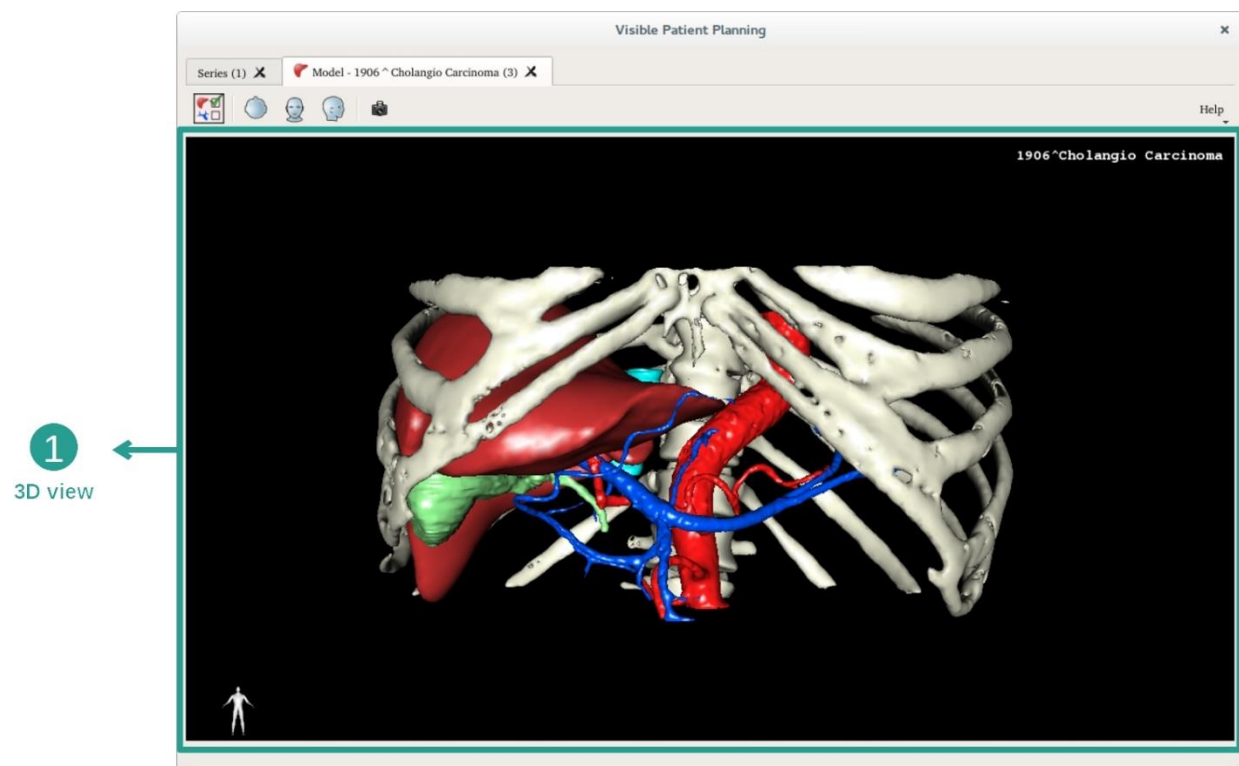 Visible Patient Planning
Series (1)
Model - 1906 ^ Cholangio Carcinoma (3)
Help
1906^Cholangio Carcinoma
1
3D view